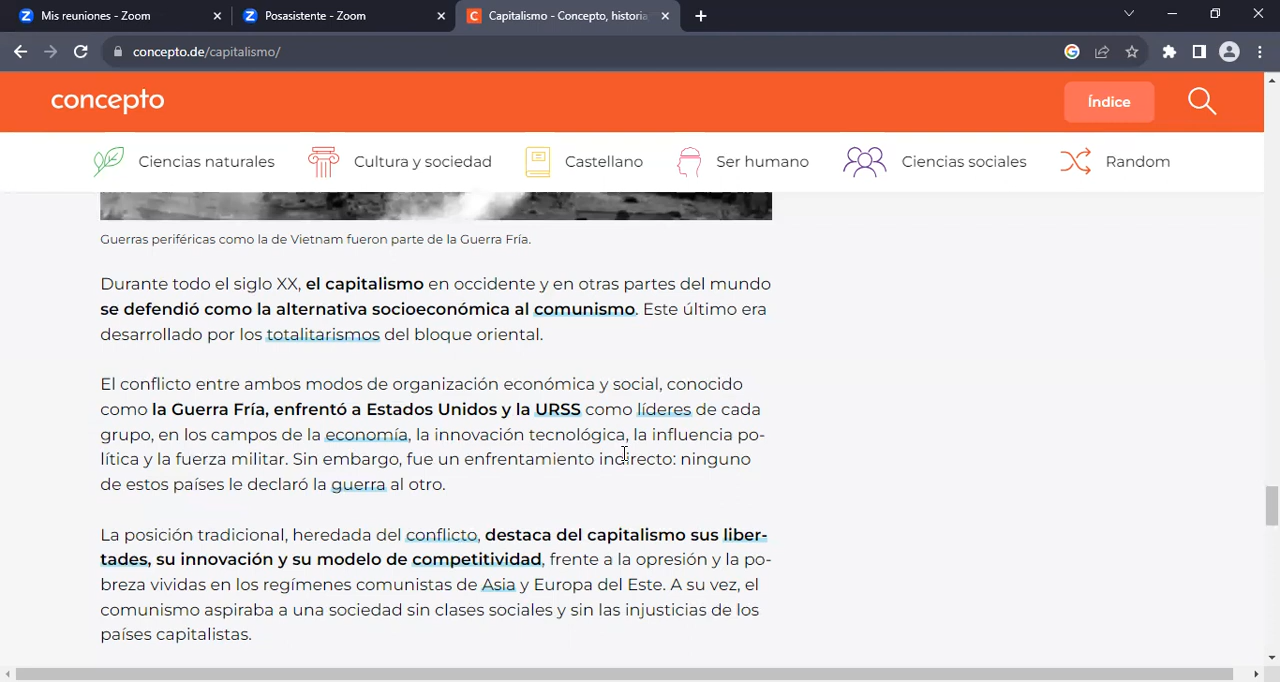 Mis reuniones - Zoom
Posasistente - Zoom
Capitalismo - Concepto, historia
concepto.de/capitalismo/
concepto
Índice
Ciencias naturales
Cultura y sociedad
Castellano
Ser humano
Ciencias sociales
Random
Guerras periféricas como la de Vietnam fueron parte de la Guerra Fría.
Durante todo el siglo XX, el capitalismo en occidente y en otras partes del mundo
se defendió como la alternativa socioeconómica al comunismo. Este último era
desarrollado por los totalitarismos del bloque oriental.
El conflicto entre ambos modos de organización económica y social, conocido
como la Guerra Fría, enfrentó a Estados Unidos y la URSS como líderes de cada
grupo, en los campos de la economía, la innovación tecnológica, la influencia po-
lítica y la fuerza militar. Sin embargo, fue un enfrentamiento indirecto: ninguno
de estos países le declaró la guerra al otro.
La posición tradicional, heredada del conflicto, destaca del capitalismo sus liber-
tades, su innovación y su modelo de competitividad, frente a la opresión y la po-
breza vividas en los regímenes comunistas de Asia y Europa del Este. A su vez, el
comunismo aspiraba a una sociedad sin clases sociales y sin las injusticias de los
países capitalistas.